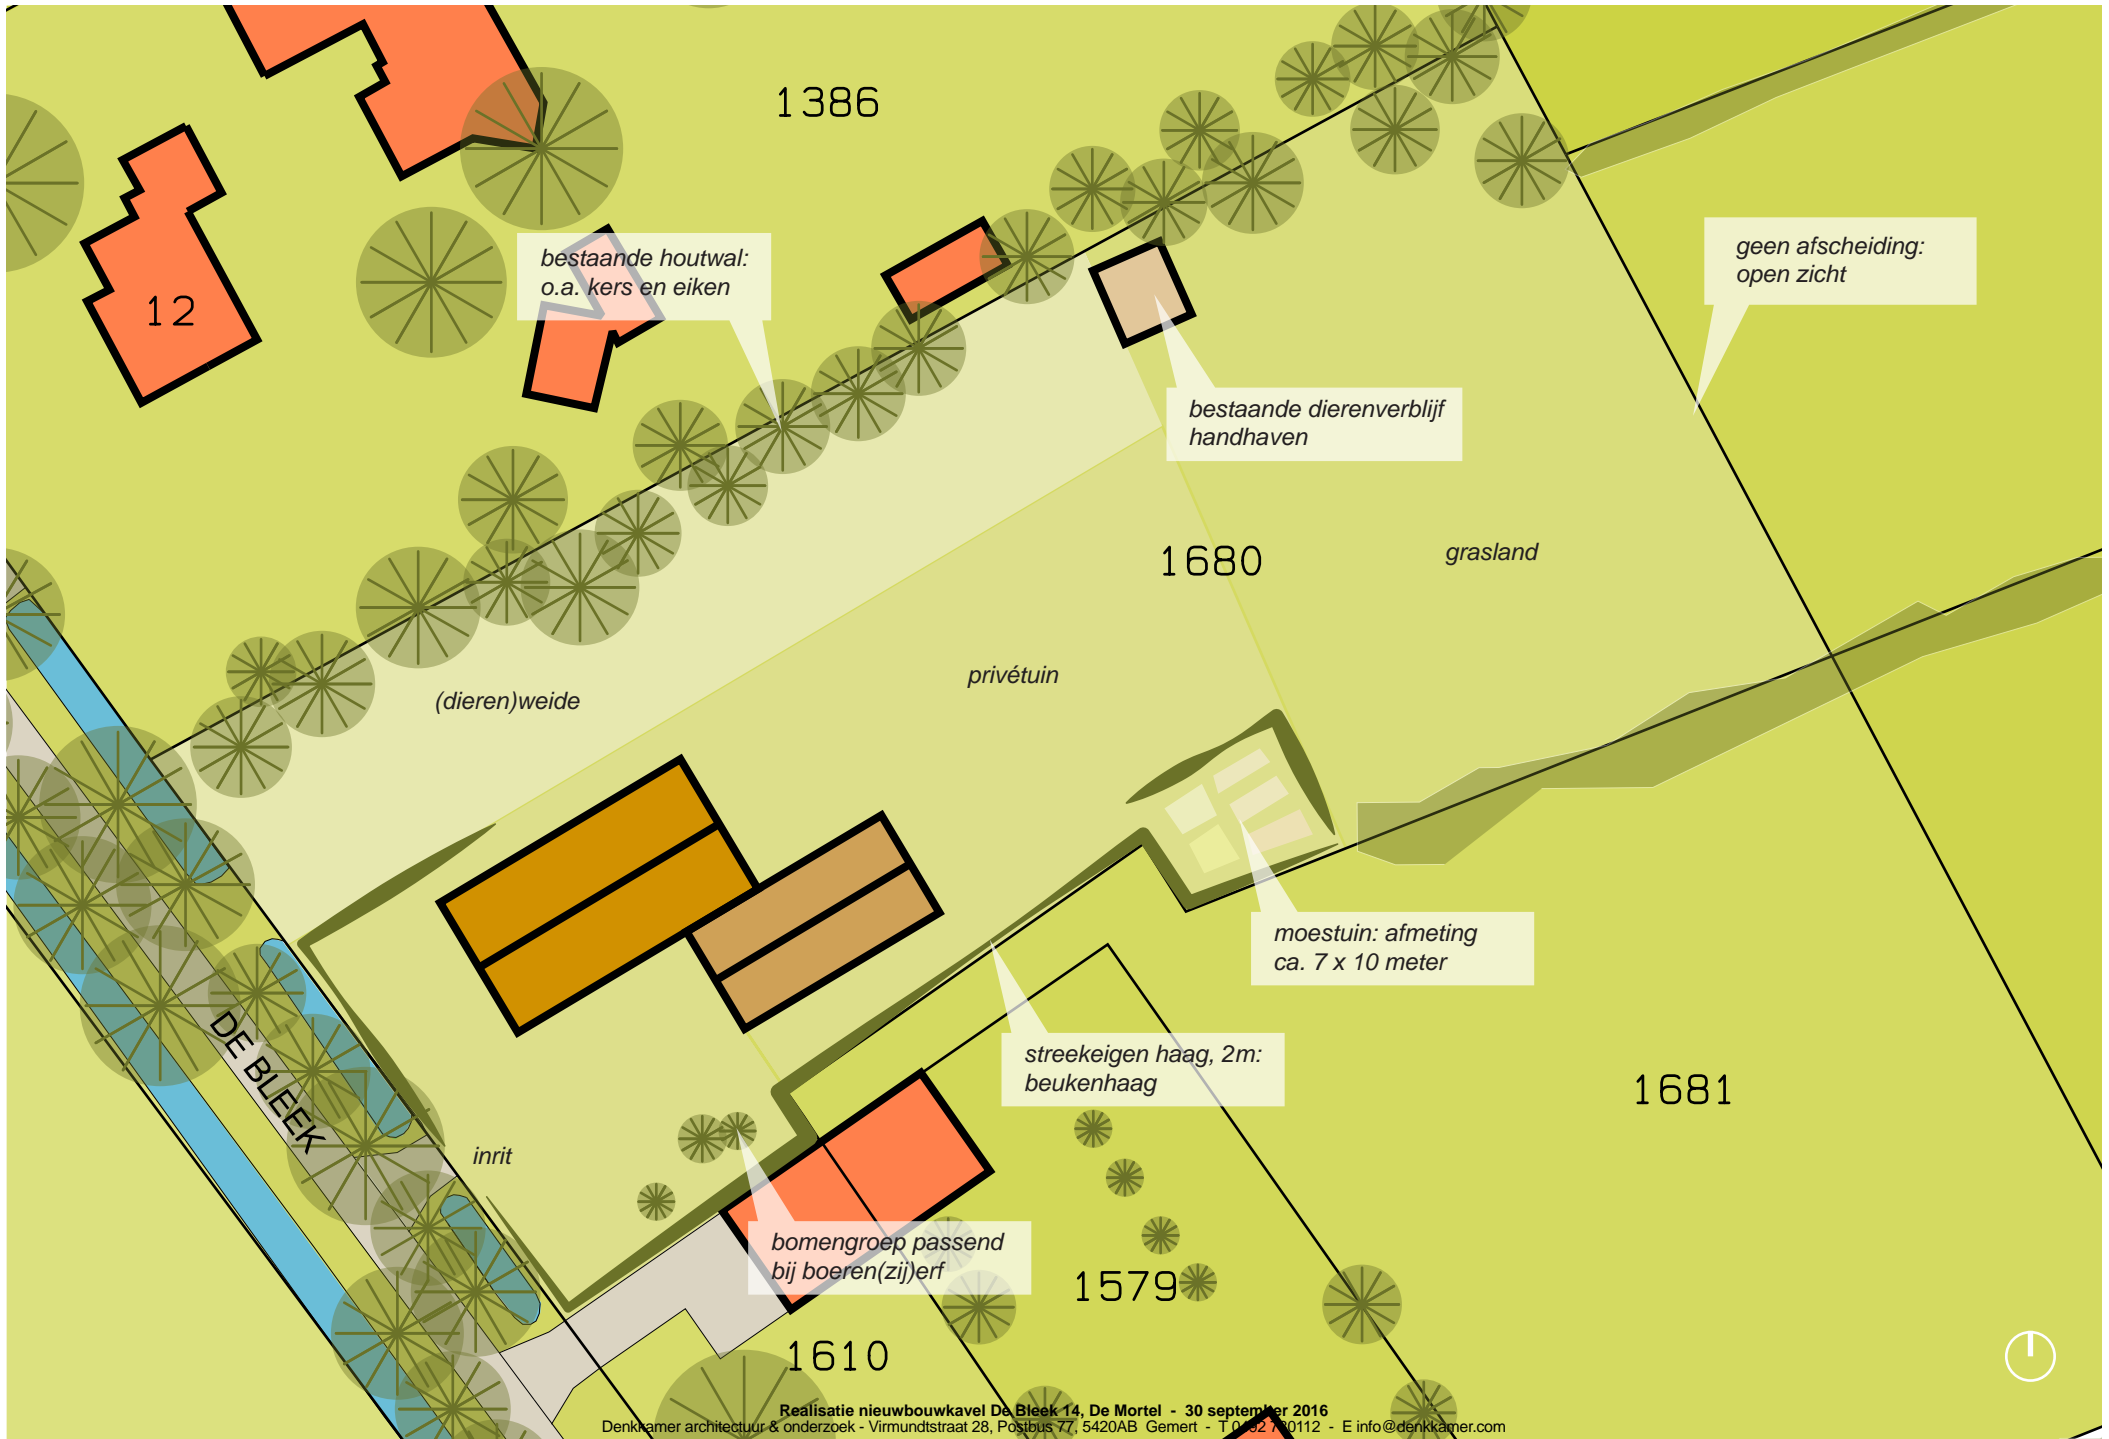 1386
bestaande houtwal:
o.a. kers en eiken
geen afscheiding:
open zicht
12
bestaande dierenverblijf
handhaven
1680
grasland
privétuin
(dieren)weide
moestuin: afmeting
ca. 7 x 10 meter
streekeigen haag, 2m:
beukenhaag
DE BLEEK
1681
inrit
bomengroep passend
bij boeren(zij)erf
1579
1610
Realisatie nieuwbouwkavel De Bleek 14, De Mortel - 30 september 2016
Denkkamer architectuur & onderzoek - Virmundtstraat 28, Postbus 77, 5420AB Gemert - T E info@denkkamer.com